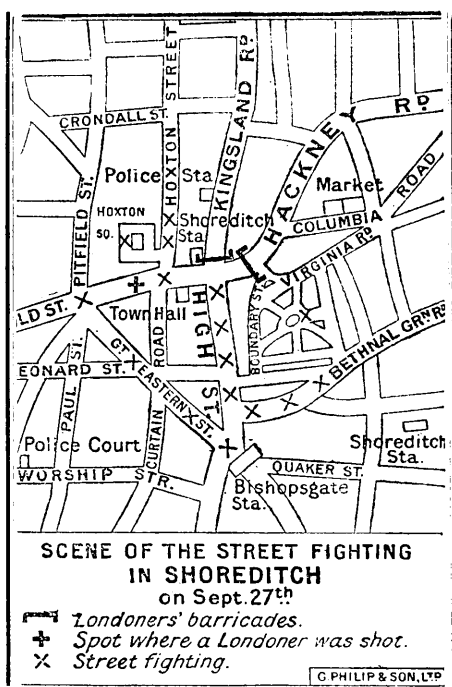 CRONDALL ST.
HOXTON STREET
KINGSLAND RD.
HACKNEY RD.
Police Sta
PITFIELD ST.
HOXTON
SQ.
Shoreditch
Sta.
Market
COLUMBIA
ROAD
VIRGINIA RD.
LD ST.
Town Hall
HIGH ST.
BOUNDARY ST.
BETHNAL GRN RD
GT EASTERN ST.
EONARD ST.
PAUL ST.
CURTAIN ROAD
Police Court
WORSHIP STR.
QUAKER ST.
Bishopsgate
Sta.
Shoreditch
Sta.
SCENE OF THE STREET FIGHTING
IN SHOREDITCH
on Sept. 27th
Londoners' barricades.
Spot where a Londoner was shot.
Street fighting.
G. PHILIP & SON, LTD